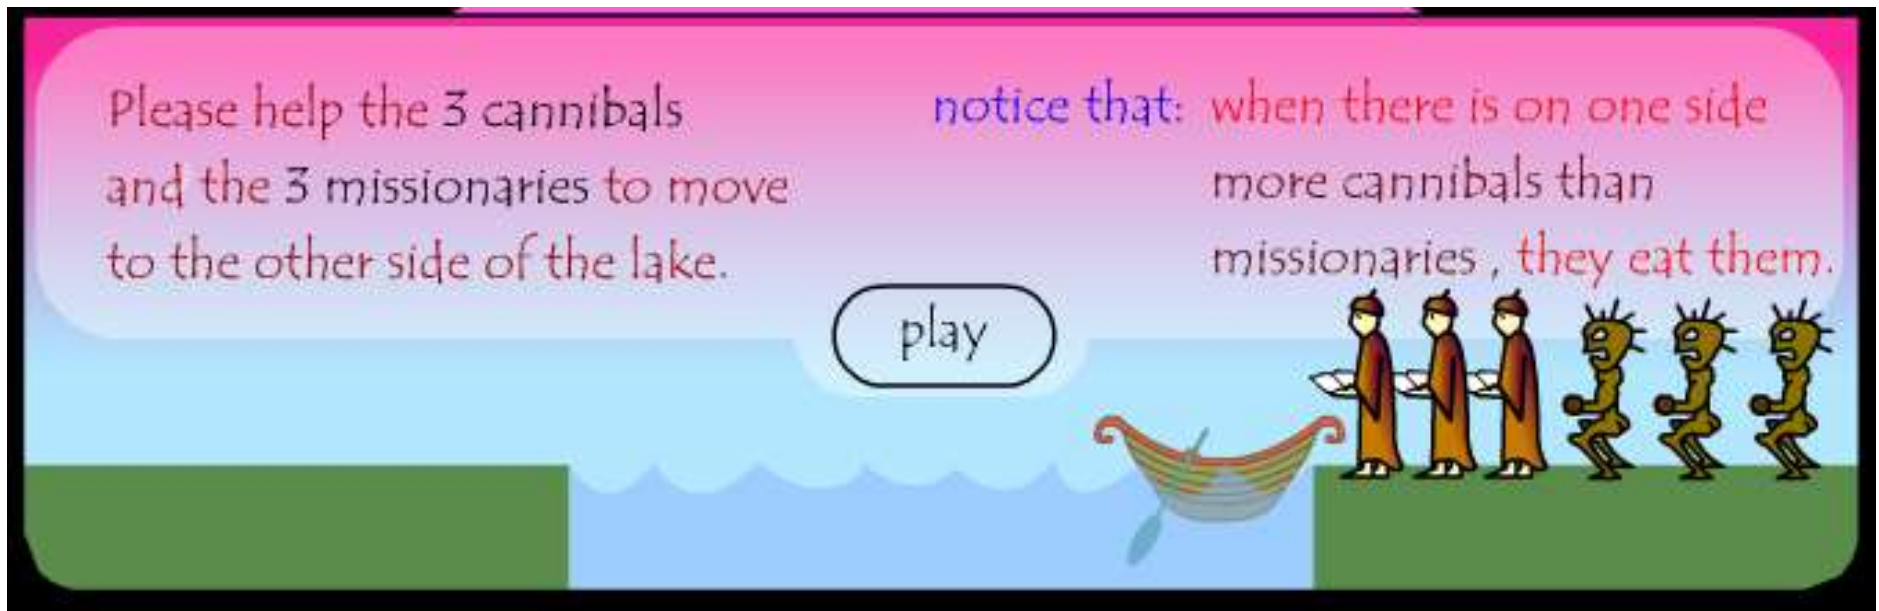 Please help the 3 cannibals
and the 3 missionaries to move
to the other side of the lake.
notice that: when there is on one side
more cannibals than
missionaries , they eat them.
play